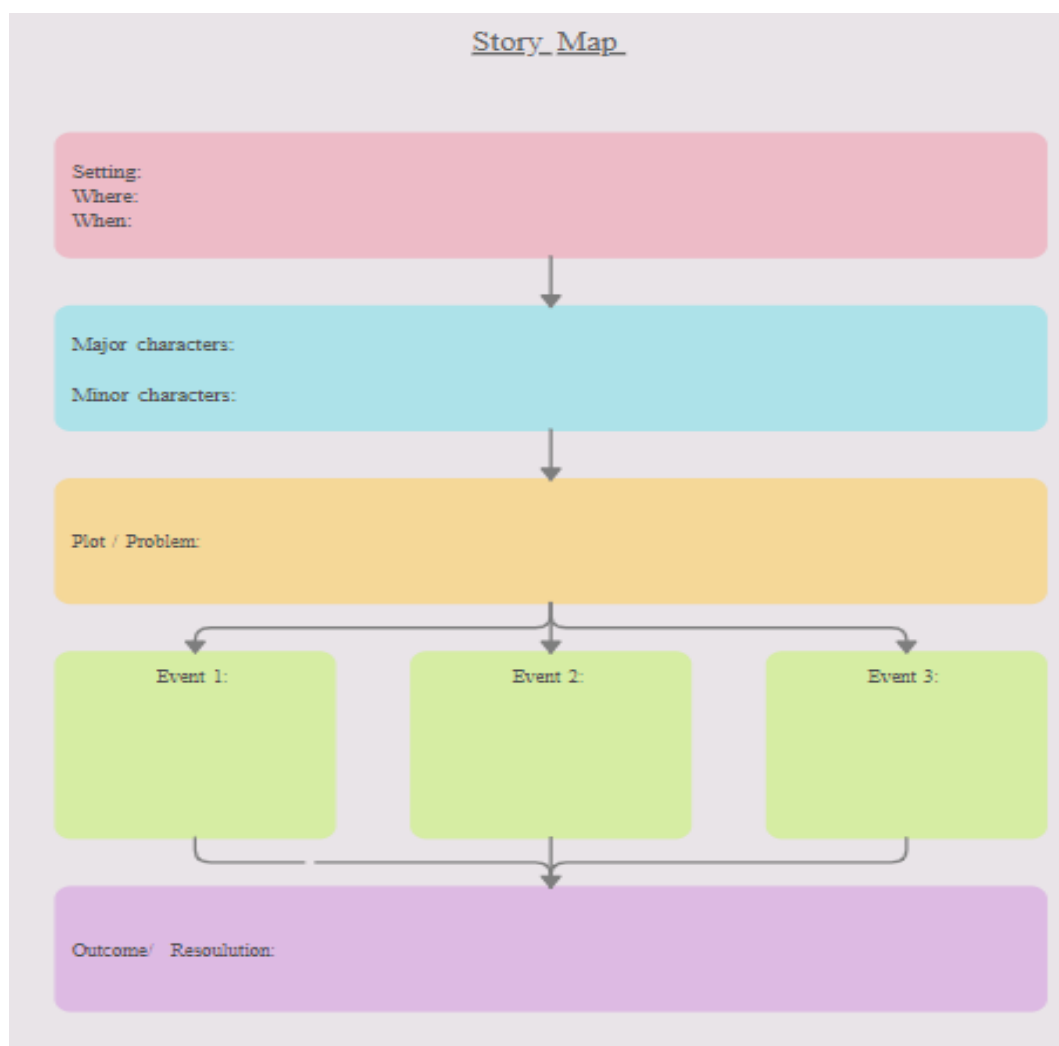 Story Map
Setting:
Where:
When:
Major characters:
Minor characters:
Plot / Problem:
Event 1:
Event 2:
Event 3:
Outcome/ Resoulution: